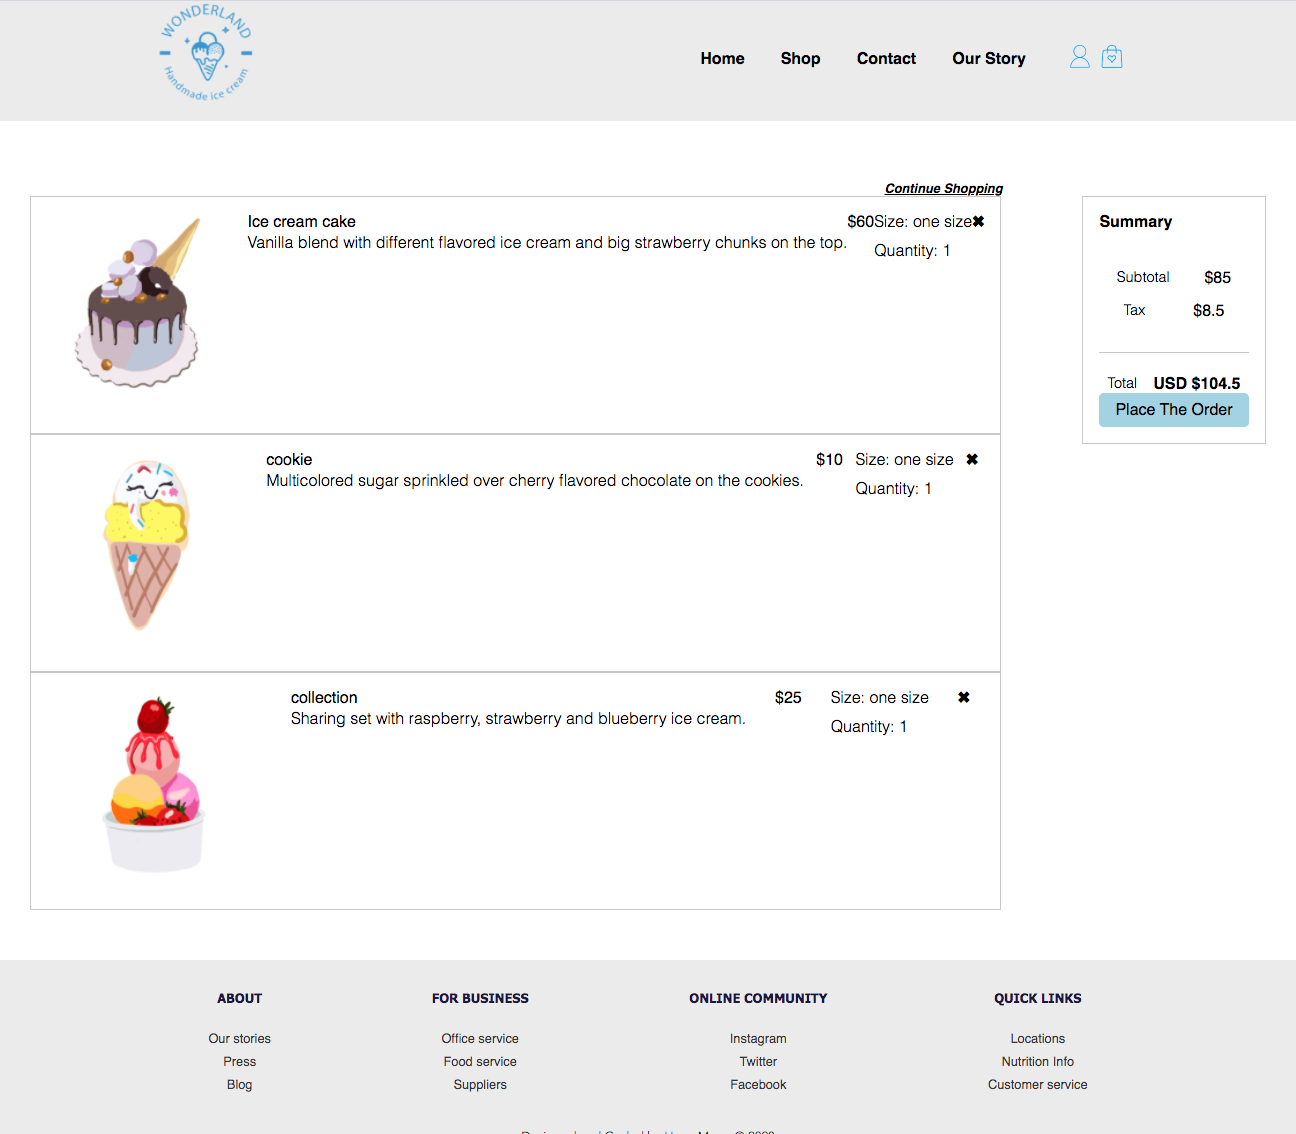 WONDERLAND
Handmade ice cream
Home Shop Contact Our Story
Continue Shopping
Ice cream cake $60 Size: one size ✖
Vanilla blend with different flavored ice cream and big strawberry chunks on the top.
Quantity: 1
cookie $10 Size: one size ✖
Multicolored sugar sprinkled over cherry flavored chocolate on the cookies.
Quantity: 1
collection $25 Size: one size ✖
Sharing set with raspberry, strawberry and blueberry ice cream.
Quantity: 1
Summary
Subtotal $85
Tax $8.5
Total USD $104.5
Place The Order
ABOUT
Our stories
Press
Blog
FOR BUSINESS
Office service
Food service
Suppliers
ONLINE COMMUNITY
Instagram
Twitter
Facebook
QUICK LINKS
Locations
Nutrition Info
Customer service